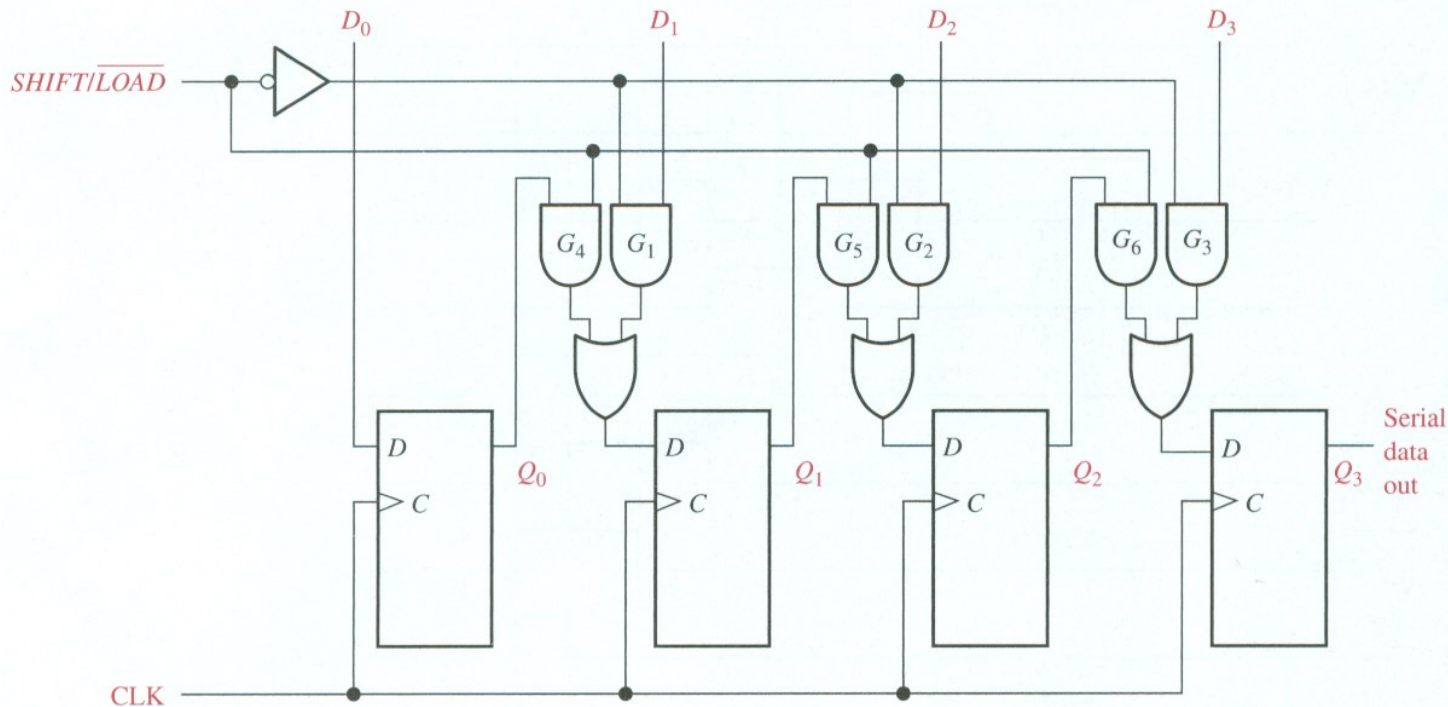 D₀ D₁ D₂ D₃
SHIFT/L̅O̅A̅D̅
G₄ G₁ G₅ G₂ G₆ G₃
D D D D
Q₀ Q₁ Q₂ Q₃
C C C C
Serial
data
out
CLK